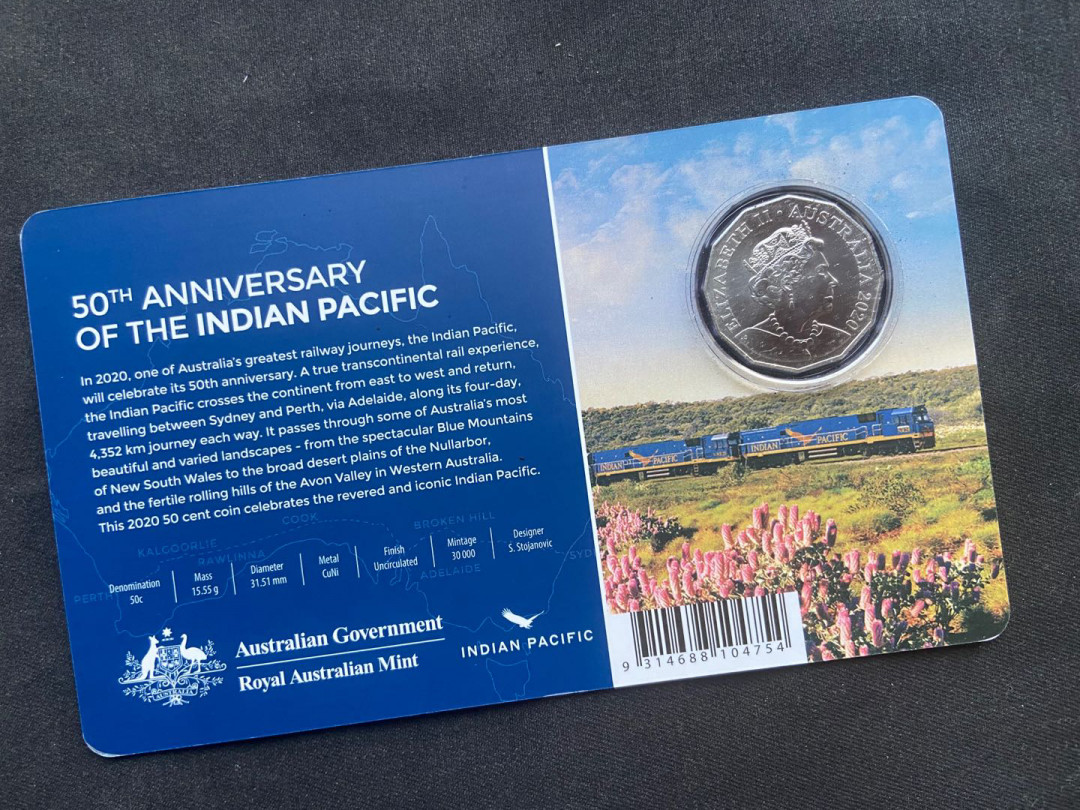 50TH ANNIVERSARY
OF THE INDIAN PACIFIC
In 2020, one of Australia's greatest railway journeys, the Indian Pacific,
will celebrate its 50th anniversary. A true transcontinental rail experience,
the Indian Pacific crosses the continent from east to west and return,
travelling between Sydney and Perth, via Adelaide, along its four-day,
4,352 km journey each way. It passes through some of Australia's most
beautiful and varied landscapes – from the spectacular Blue Mountains
of New South Wales to the broad desert plains of the Nullarbor,
and the fertile rolling hills of the Avon Valley in Western Australia.
This 2020 50 cent coin celebrates the revered and iconic Indian Pacific.
PERTH
KALGOORLIE
RAWLINNA
COOK
ADELAIDE
BROKEN HILL
SYD
Denomination
50c
Mass
15.55 g
Diameter
31.51 mm
Metal
CuNi
Finish
Uncirculated
Mintage
30 000
Designer
S. Stojanovic
AUSTRALIA
Australian Government
Royal Australian Mint
INDIAN PACIFIC
ELIZABETH II • AUSTRALIA 2020
INDIAN PACIFIC
INDIAN PACIFIC
9 314688 104754